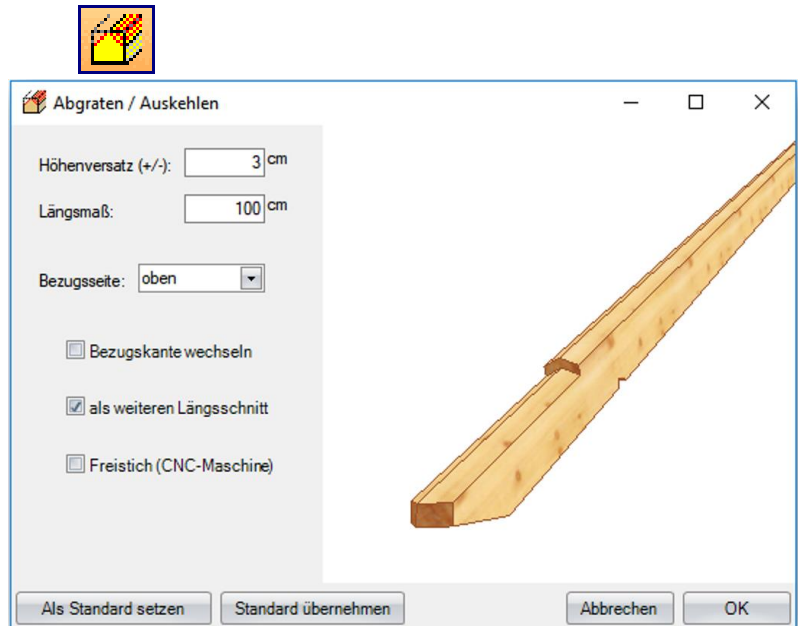 Abgraten / Auskehlen
Höhenversatz (+/-): 3 cm
Längsmaß: 100 cm
Bezugsseite: oben
Bezugskante wechseln
als weiteren Längsschnitt
Freistich (CNC-Maschine)
Als Standard setzen Standard übernehmen Abbrechen OK